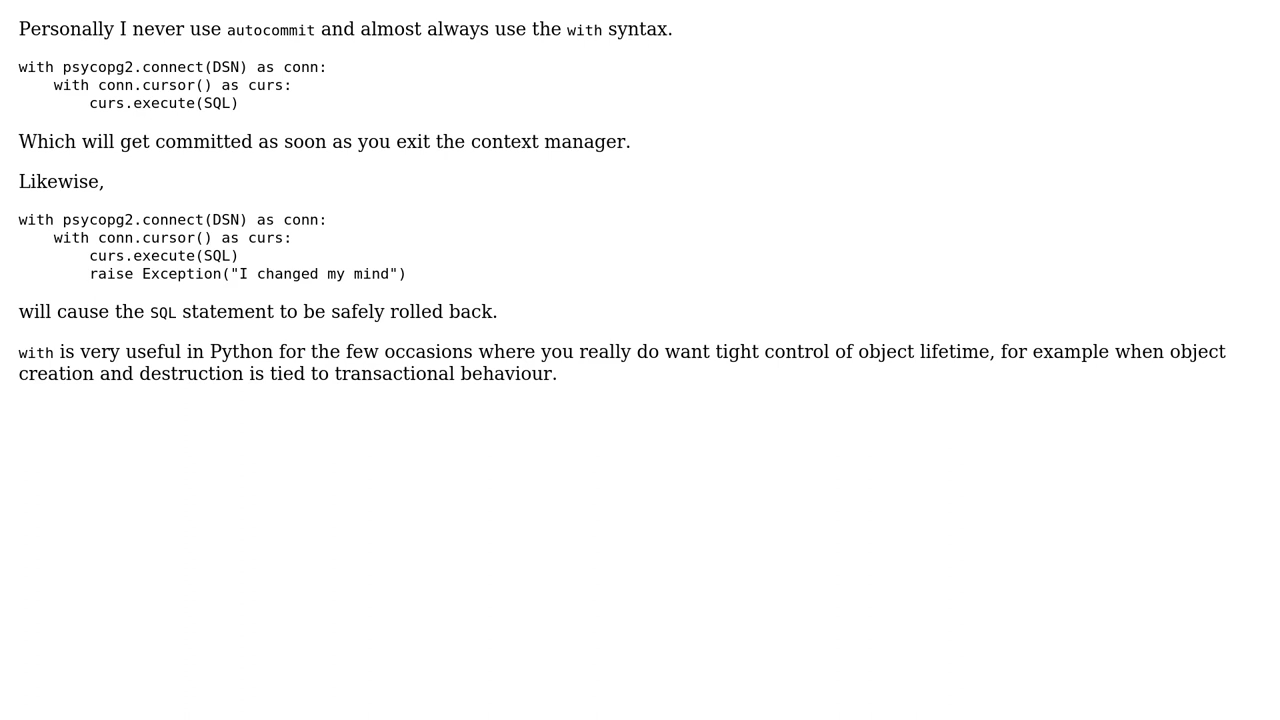 Personally I never use autocommit and almost always use the with syntax.
with psycopg2.connect(DSN) as conn:
    with conn.cursor() as curs:
        curs.execute(SQL)
Which will get committed as soon as you exit the context manager.
Likewise,
with psycopg2.connect(DSN) as conn:
    with conn.cursor() as curs:
        curs.execute(SQL)
        raise Exception("I changed my mind")
will cause the SQL statement to be safely rolled back.
with is very useful in Python for the few occasions where you really do want tight control of object lifetime, for example when object
creation and destruction is tied to transactional behaviour.